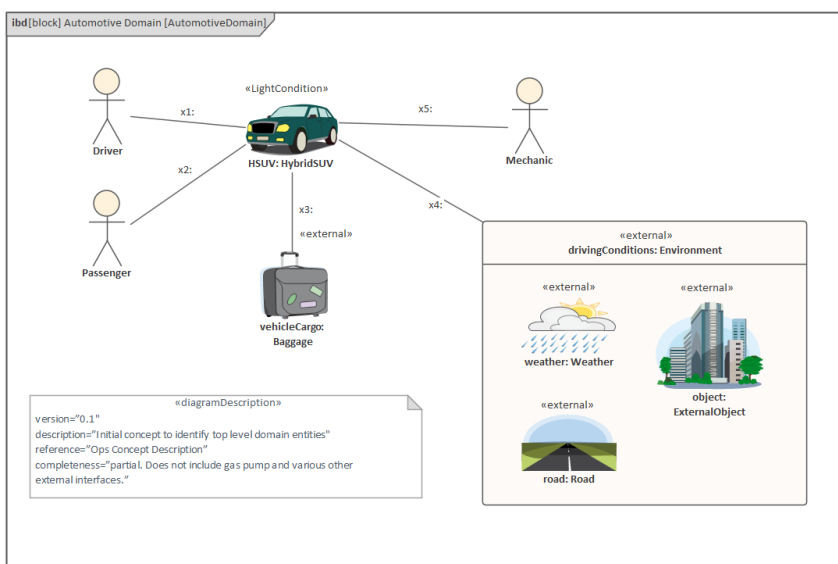 ibd [block] Automotive Domain [AutomotiveDomain]
«LightCondition»
x1:
x5:
Driver
HSUV: HybridSUV
Mechanic
x2:
x3:
x4:
«external»
Passenger
vehicleCargo:
Baggage
«external»
drivingConditions: Environment
«external»
weather: Weather
«external»
object:
ExternalObject
«external»
road: Road
«diagramDescription»
version="0.1"
description="Initial concept to identify top level domain entities"
reference="Ops Concept Description"
completeness="partial. Does not include gas pump and various other
external interfaces."